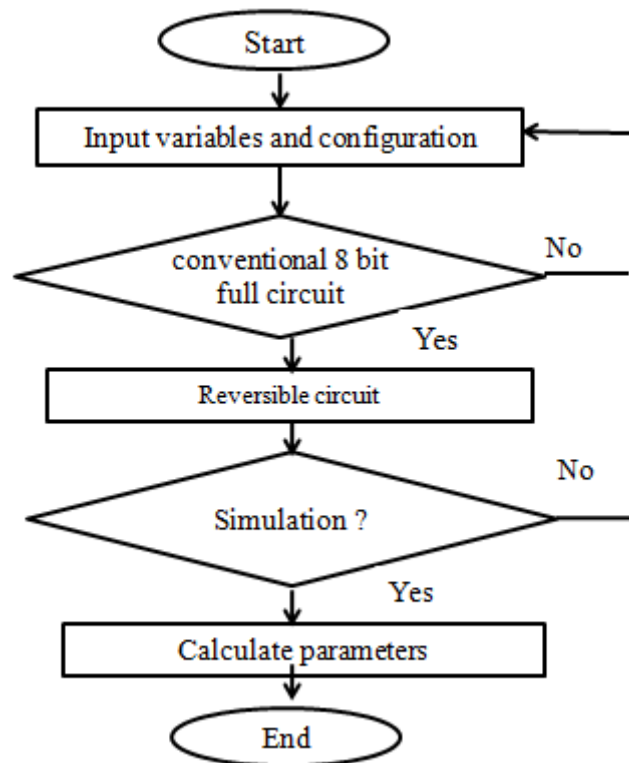 Start
Input variables and configuration
conventional 8 bit
full circuit
No
Yes
Reversible circuit
No
Simulation ?
Yes
Calculate parameters
End